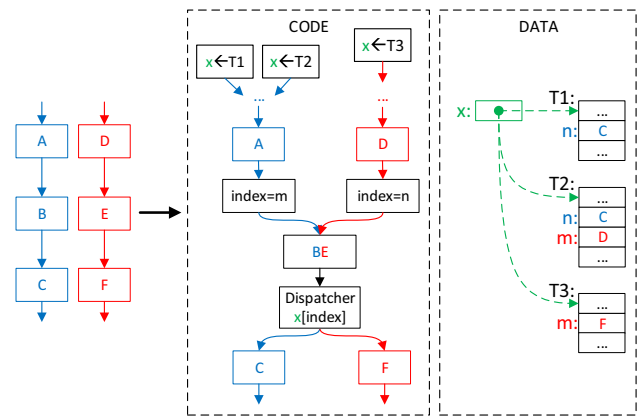 CODE
DATA
x←T1
x←T2
x←T3
...
...
A
D
A
D
index=m
index=n
B
E
BE
C
F
Dispatcher
x[index]
C
F
x:
T1:
...
n: C
...
T2:
...
n: C
m: D
...
T3:
...
m: F
...